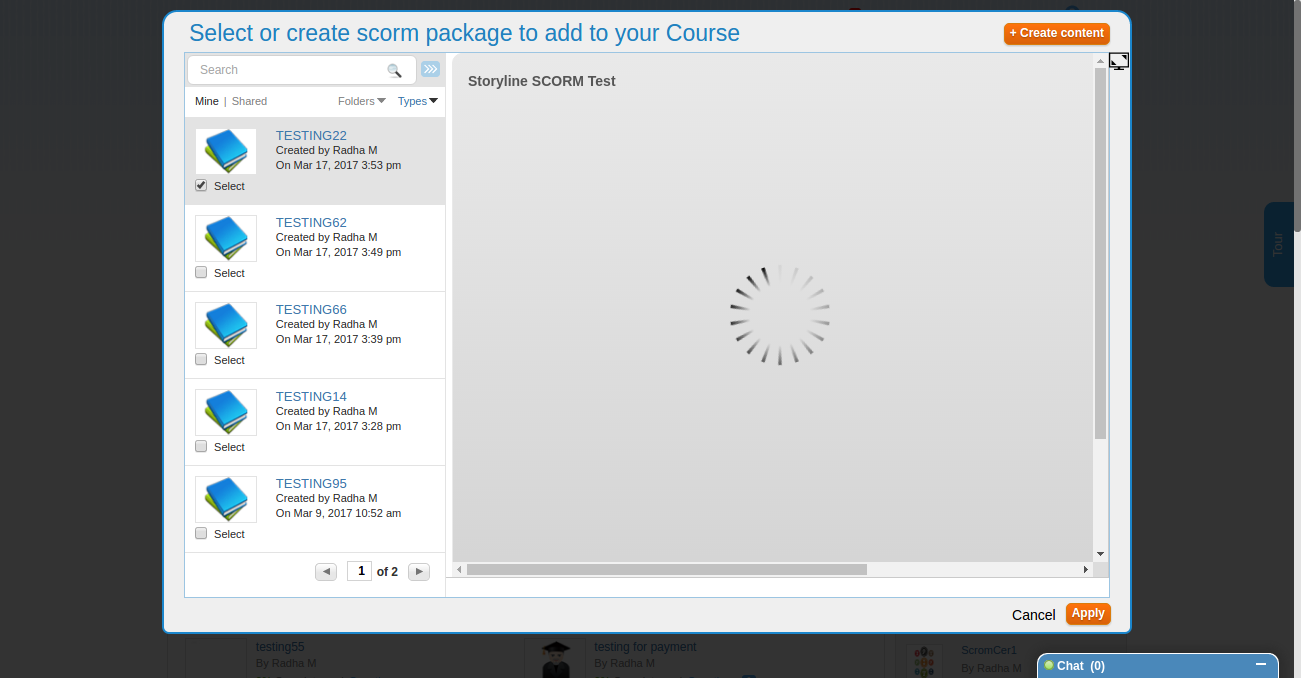 Select or create scorm package to add to your Course
+ Create content
Search
Storyline SCORM Test
Mine | Shared
Folders
Types
TESTING22
Created by Radha M
On Mar 17, 2017 3:53 pm
Select
TESTING62
Created by Radha M
On Mar 17, 2017 3:49 pm
Select
TESTING66
Created by Radha M
On Mar 17, 2017 3:39 pm
Select
TESTING14
Created by Radha M
On Mar 17, 2017 3:28 pm
Select
TESTING95
Created by Radha M
On Mar 9, 2017 10:52 am
Select
1 of 2
Cancel
Apply
Tour
testing55
By Radha M
testing for payment
By Radha M
ScromCer1
By Radha M
Chat (0)